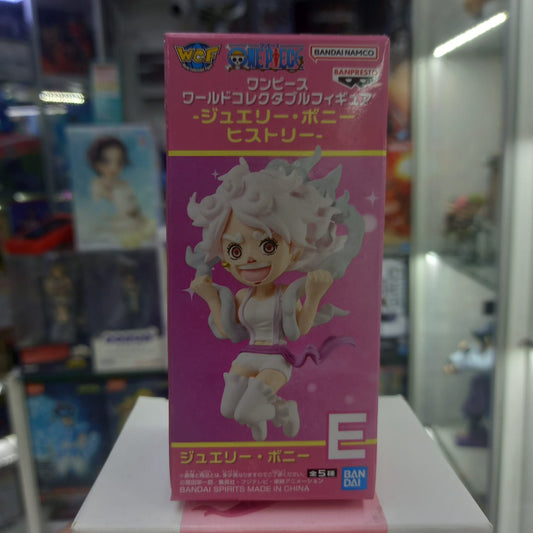 WCF ONE PIECE BANDAI NAMCO
ワンピース BANPRESTO
ワールドコレクタブルフィギュア
-ジュエリー・ボニー
ヒストリー-
E
ジュエリー・ボニー
全5種
BAN
DAI
BANDAI SPIRITS MADE IN CHINA